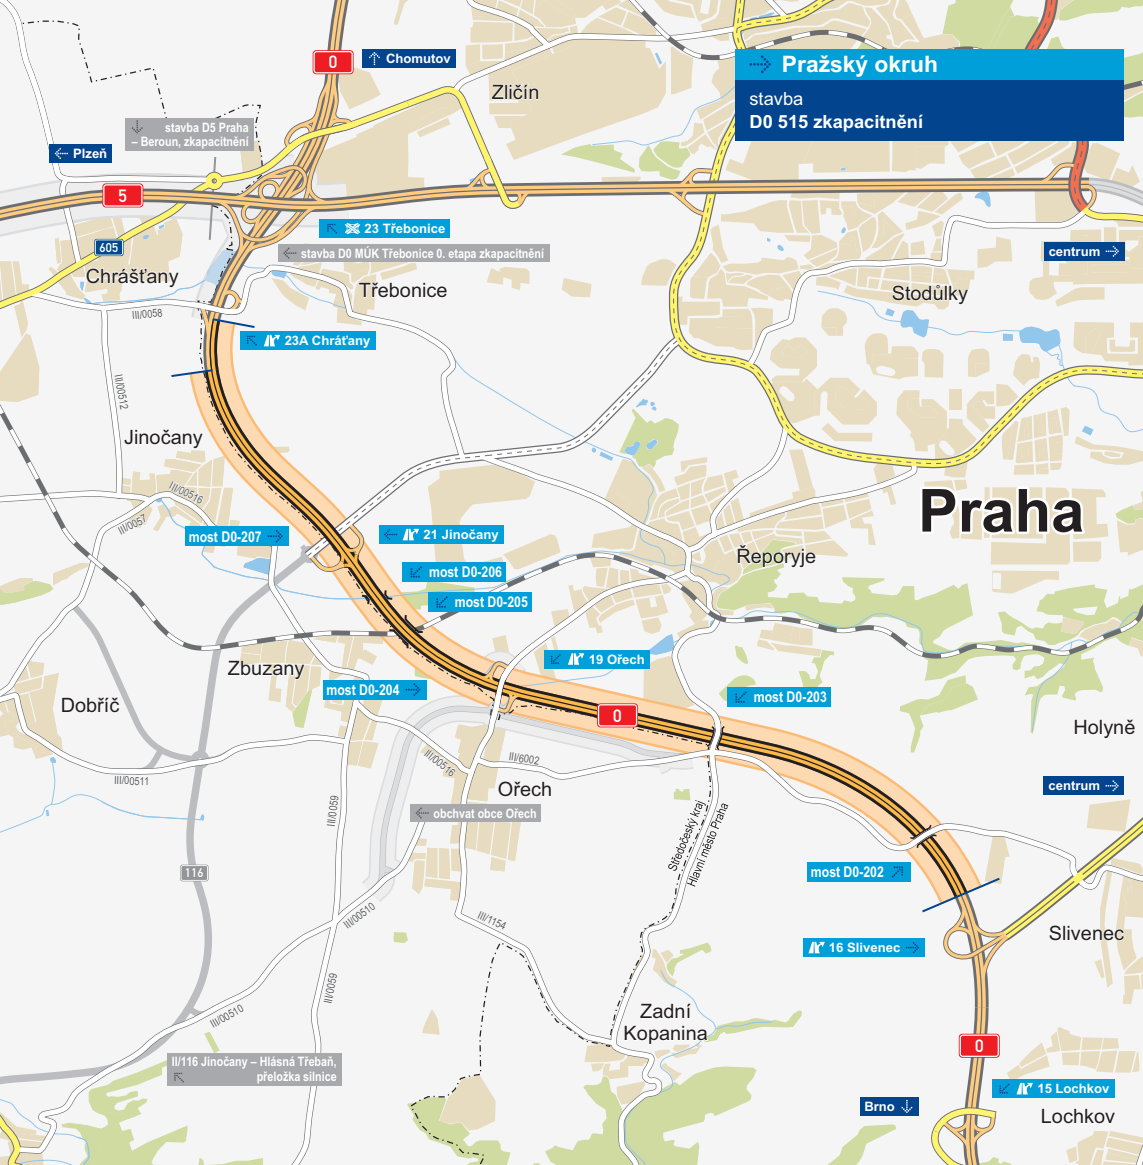 0
Chomutov
Zličín
Pražský okruh
stavba
D0 515 zkapacitnění
stavba D5 Praha
– Beroun, zkapacitnění
Plzeň
5
23 Třebonice
605
stavba D0 MÚK Třebonice 0. etapa zkapacitnění
centrum
Chrášťany
Třebonice
Stodůlky
III/0058
23A Chráťany
III/00512
Jinočany
III/00516
III/0057
Praha
most D0-207
21 Jinočany
Řeporyje
most D0-206
most D0-205
Zbuzany
19 Ořech
most D0-204
most D0-203
Dobříč
0
Holyně
III/00511
III/00516
III/6002
Ořech
centrum
III/0059
obchvat obce Ořech
Středočeský kraj
Hlavní město Praha
116
most D0-202
III/00510
III/1154
Slivenec
16 Slivenec
III/0059
III/00510
Zadní
Kopanina
0
II/116 Jinočany – Hlásná Třebaň,
přeložka silnice
15 Lochkov
Brno
Lochkov